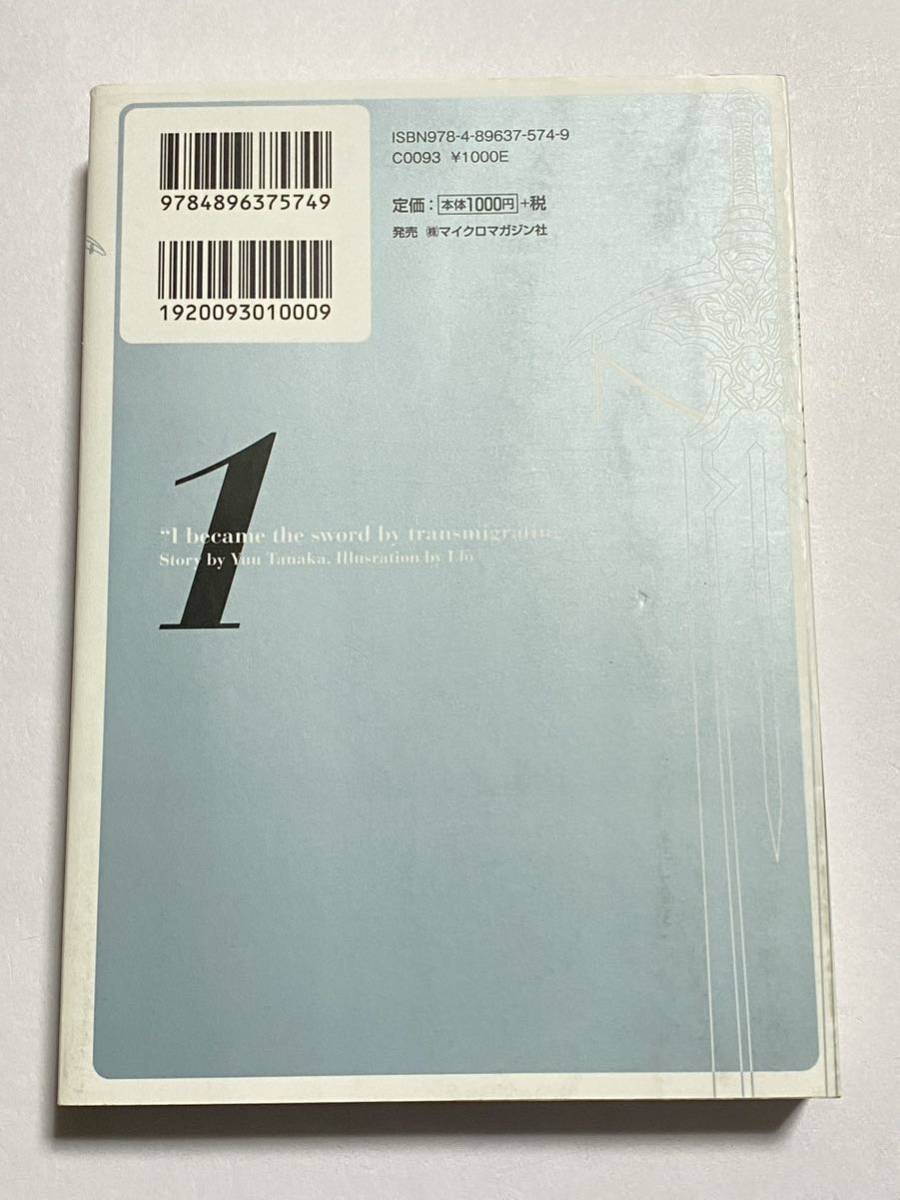 9784896375749
1920093010009
ISBN978-4-89637-574-9
C0093 ¥1000E
定価：本体1000円+税
発売 ㈱マイクロマガジン社
1
"I became the sword by transmigrating"
Story by Yuu Tanaka, Illusration by Llo